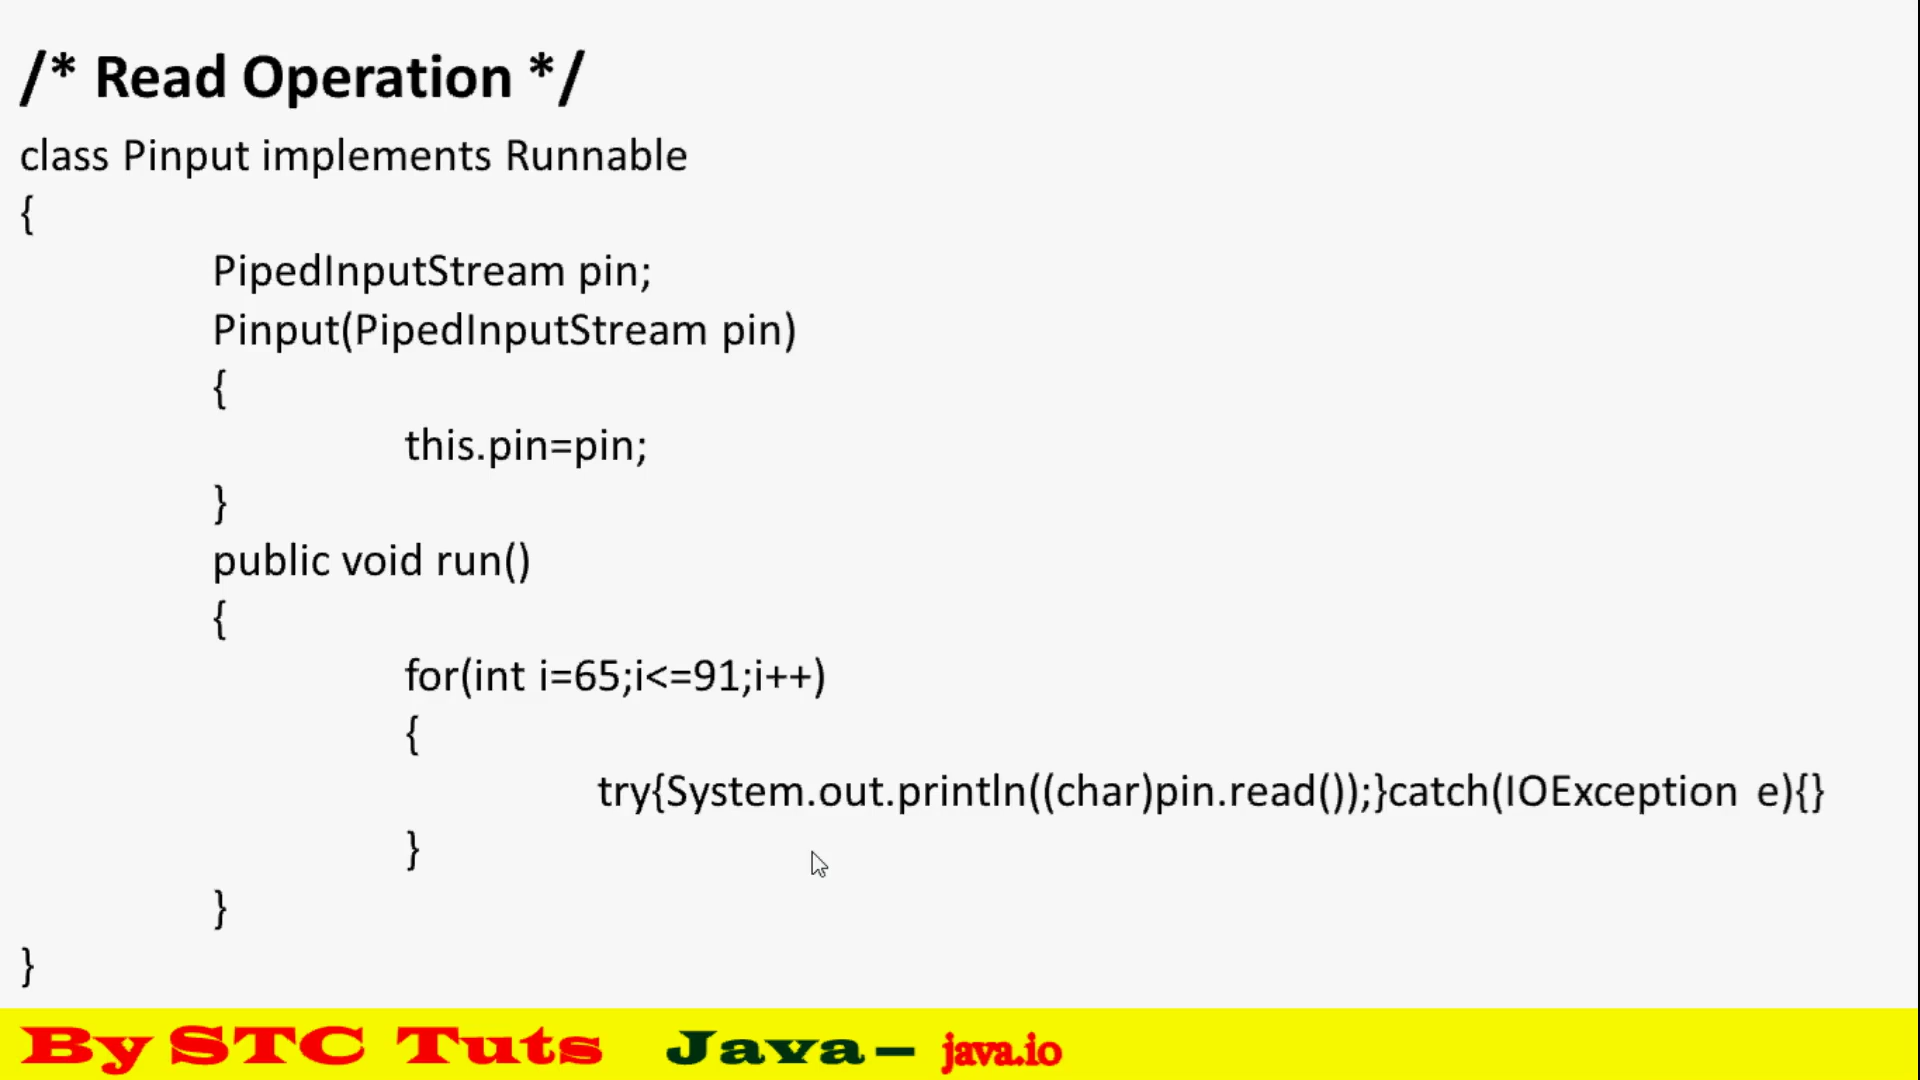 /* Read Operation */
class Pinput implements Runnable
{
PipedInputStream pin;
Pinput(PipedInputStream pin)
{
this.pin=pin;
}
public void run()
{
for(int i=65;i<=91;i++)
{
try{System.out.println((char)pin.read());}catch(IOException e){}
}
}
}
By STC Tuts Java – java.io